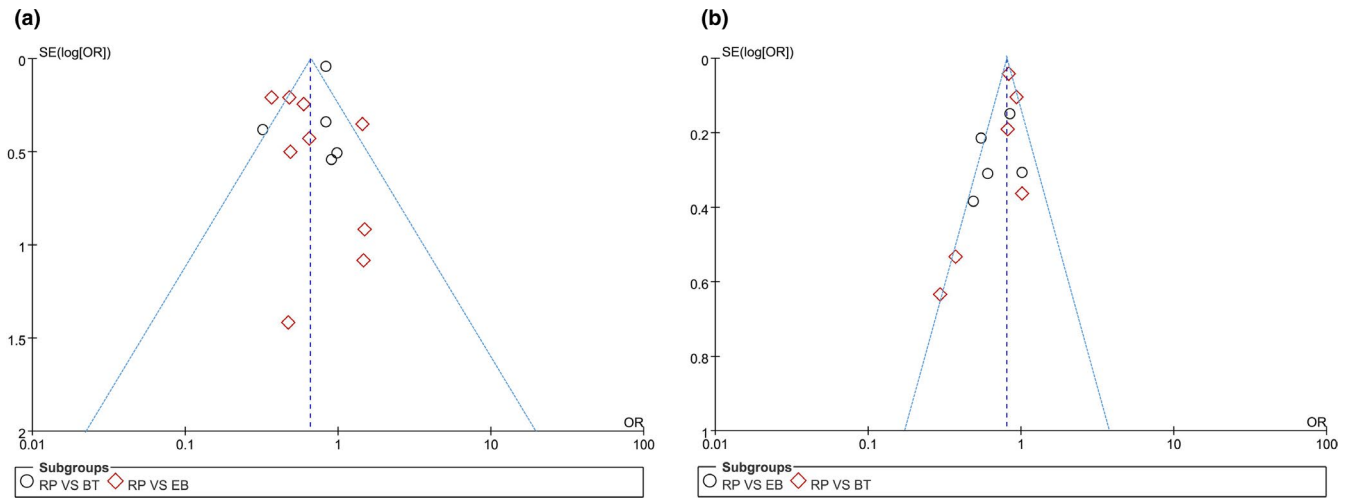 (a)
SE(log[OR])
0
0.5
1
1.5
2
0.01
0.1
1
10
100
OR
Subgroups
RP VS BT
RP VS EB
(b)
SE(log[OR])
0
0.2
0.4
0.6
0.8
1
0.01
0.1
1
10
100
OR
Subgroups
RP VS EB
RP VS BT